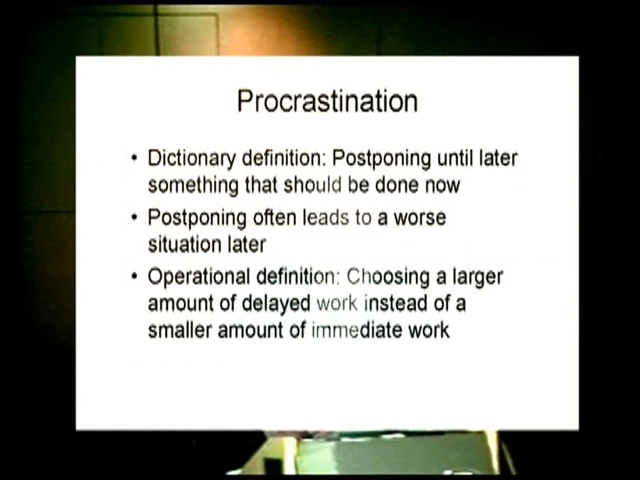 Procrastination
• Dictionary definition: Postponing until later
something that should be done now
• Postponing often leads to a worse
situation later
• Operational definition: Choosing a larger
amount of delayed work instead of a
smaller amount of immediate work